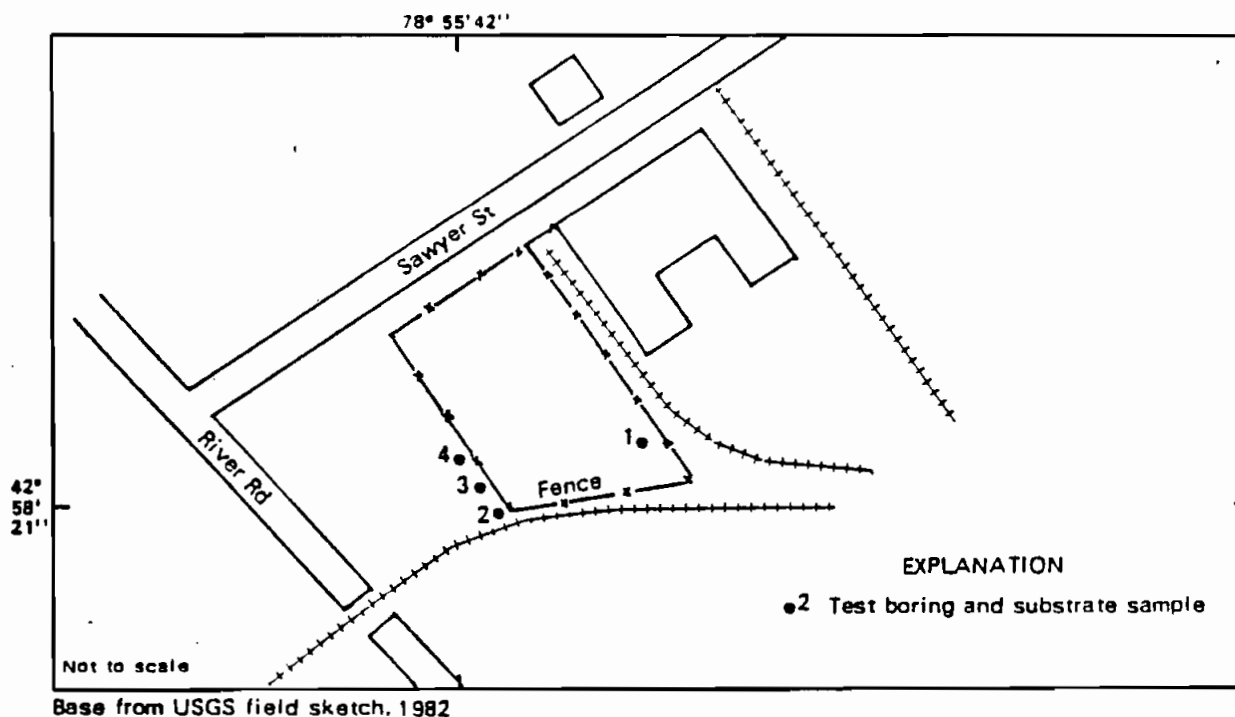 78° 55'42"
Sawyer St
River Rd
1
4
3
2
Fence
42°
58'
21"
EXPLANATION
2 Test boring and substrate sample
Not to scale
Base from USGS field sketch, 1982